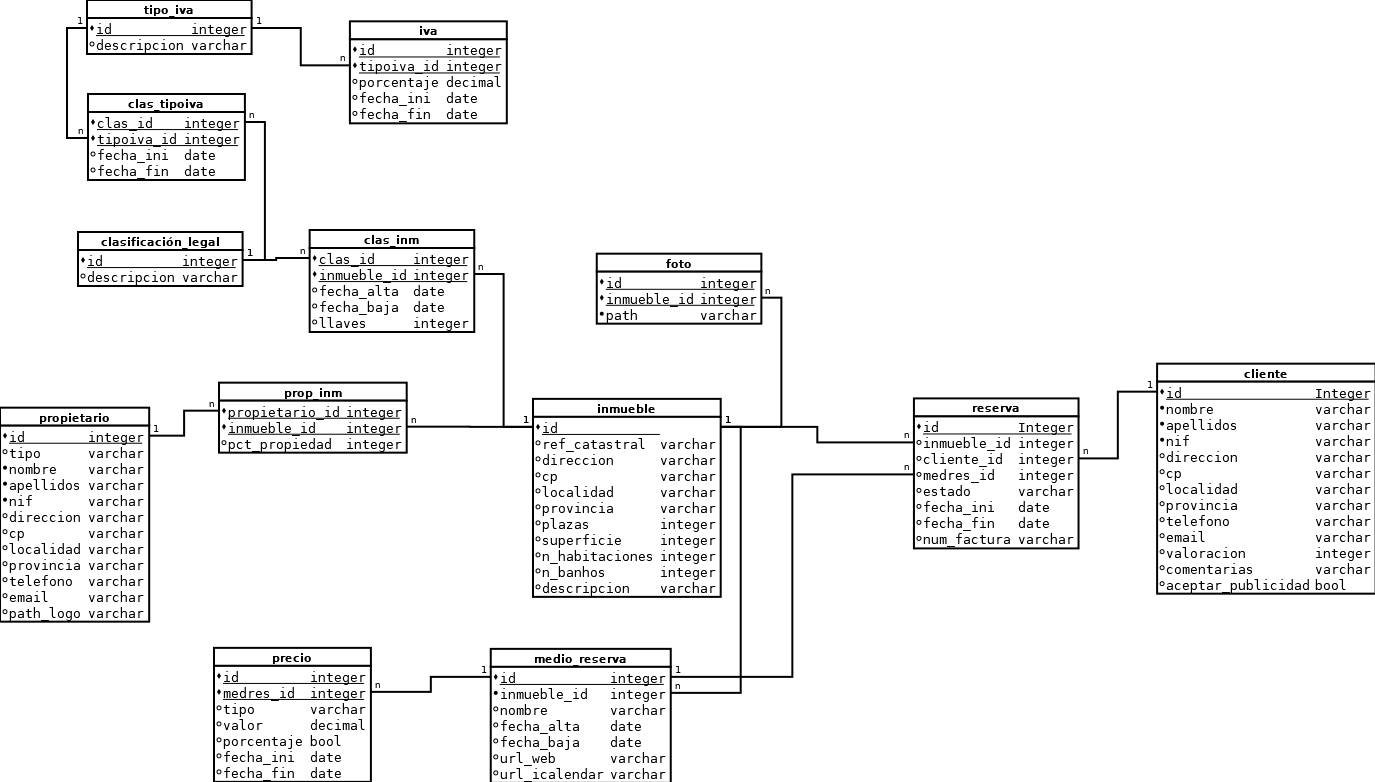 tipo_iva
id integer
descripcion varchar
1
1
n
n
iva
id integer
tipoiva_id integer
porcentaje decimal
fecha_ini date
fecha_fin date
clas_tipoiva
clas_id integer
tipoiva_id integer
fecha_ini date
fecha_fin date
n
clasificación_legal
id integer
descripcion varchar
1
n
clas_inm
clas_id integer
inmueble_id integer
fecha_alta date
fecha_baja date
llaves integer
n
foto
id integer
inmueble_id integer
path varchar
n
propietario
id integer
tipo varchar
nombre varchar
apellidos varchar
nif varchar
direccion varchar
cp varchar
localidad varchar
provincia varchar
telefono varchar
email varchar
path_logo varchar
1
n
prop_inm
propietario_id integer
inmueble_id integer
pct_propiedad integer
n
1
inmueble
id
ref_catastral varchar
direccion varchar
cp varchar
localidad varchar
provincia varchar
plazas integer
superficie integer
n_habitaciones integer
n_banhos integer
descripcion varchar
1
n
n
reserva
id Integer
inmueble_id integer
cliente_id integer
medres_id integer
estado varchar
fecha_ini date
fecha_fin date
num_factura varchar
n
1
cliente
id Integer
nombre varchar
apellidos varchar
nif varchar
direccion varchar
cp varchar
localidad varchar
provincia varchar
telefono varchar
email varchar
valoracion integer
comentarias varchar
aceptar_publicidad bool
precio
id integer
medres_id integer
tipo varchar
valor decimal
porcentaje bool
fecha_ini date
fecha_fin date
n
1
medio_reserva
id integer
inmueble_id integer
nombre varchar
fecha_alta date
fecha_baja date
url_web varchar
url_icalendar varchar
1
n